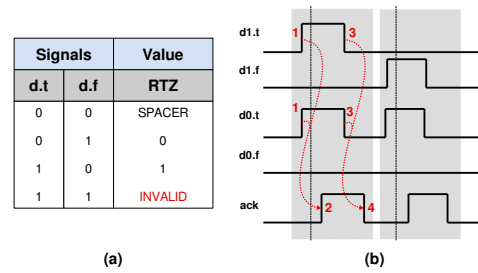 Signals Value
d.t d.f RTZ
0 0 SPACER
0 1 0
1 0 1
1 1 INVALID
(a)
d1.t 1 3
d1.f
d0.t 1 3
d0.f
ack 2 4
(b)